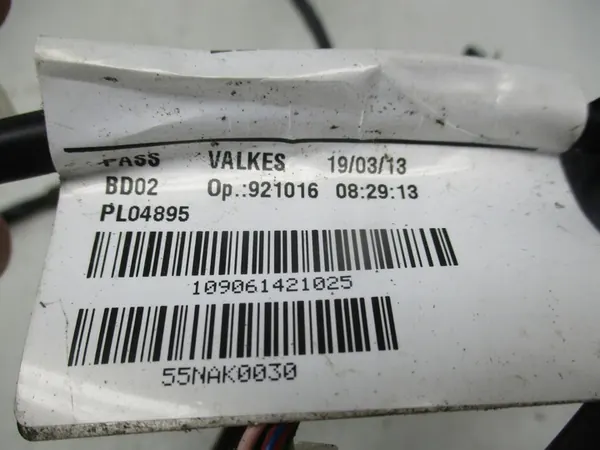 PASS VALKES 19/03/13
BD02 Op.:921016 08:29:13
PL04895
109061421025
55NAK0030